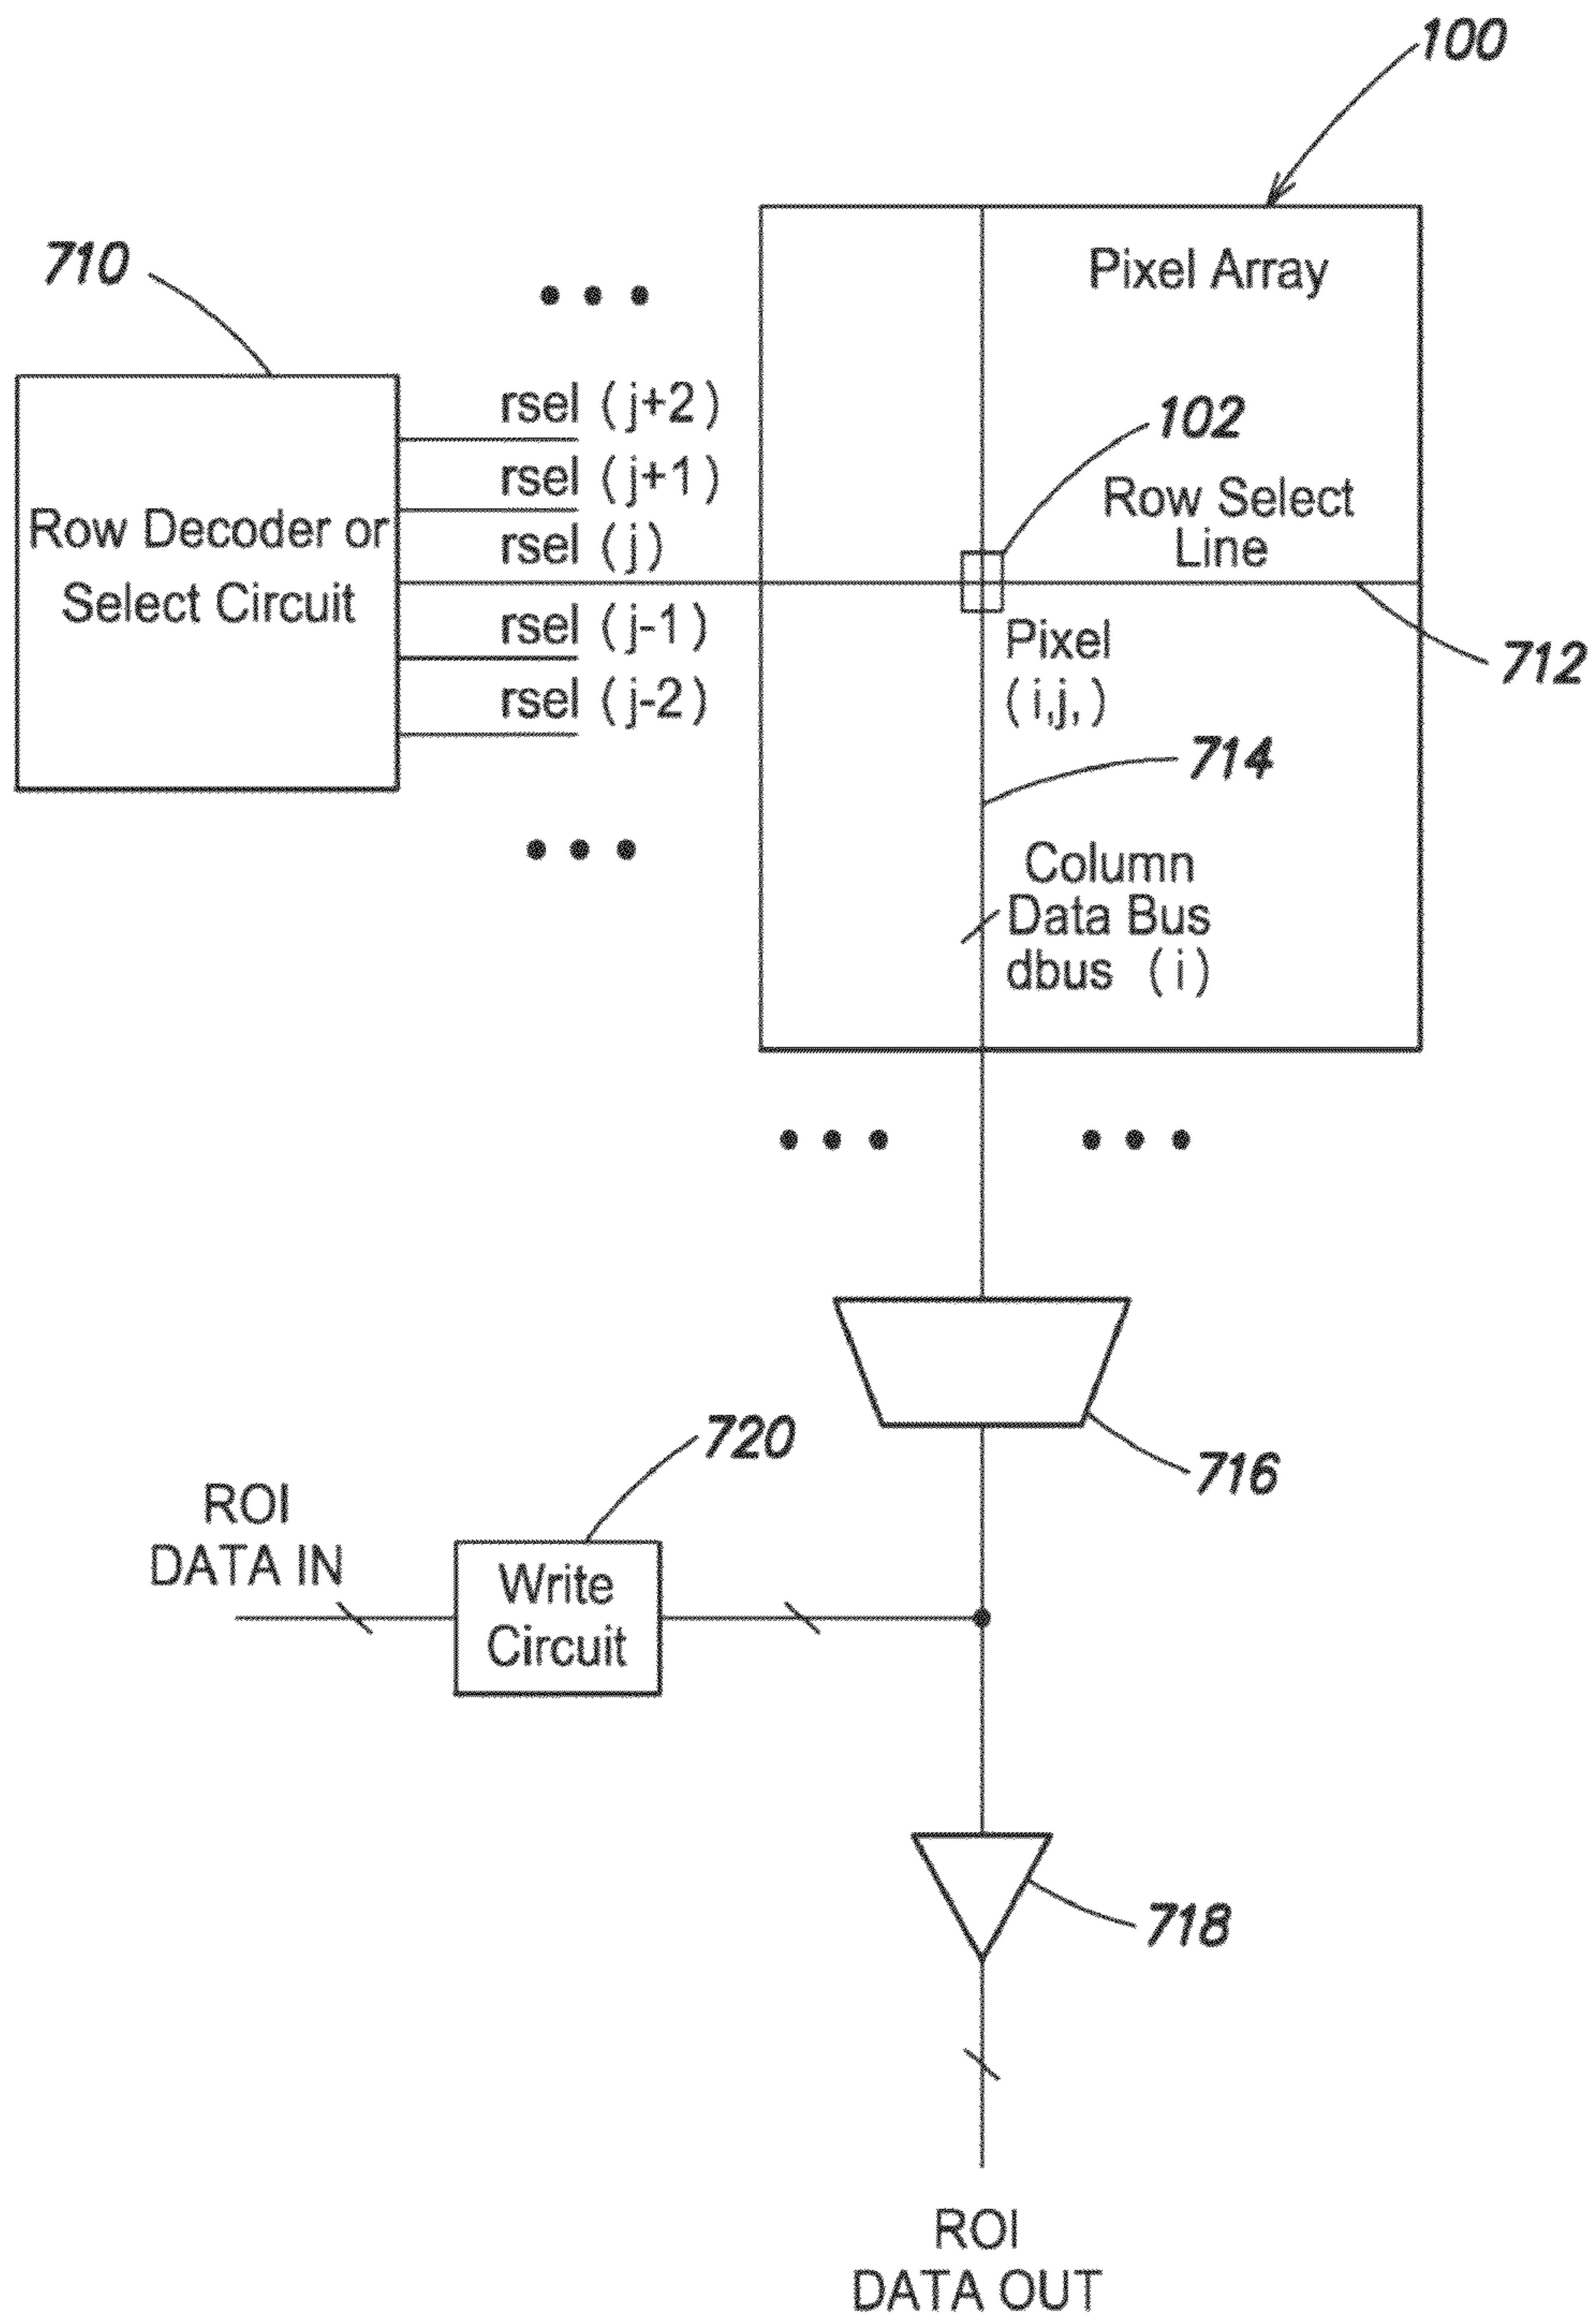 100
710
Pixel Array
rsel (j+2)
102
rsel (j+1)
Row Select
Line
Row Decoder or
Select Circuit
rsel (j)
rsel (j-1)
Pixel
(i,j,)
712
rsel (j-2)
714
Column
Data Bus
dbus (i)
720
716
ROI
DATA IN
Write
Circuit
718
ROI
DATA OUT